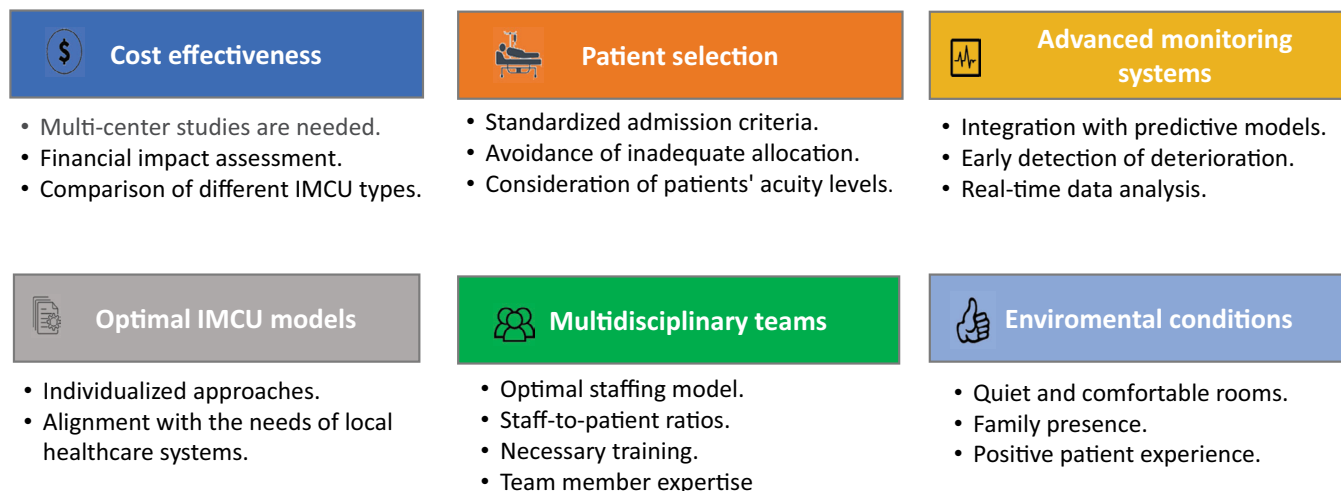 $
Cost effectiveness
• Multi-center studies are needed.
• Financial impact assessment.
• Comparison of different IMCU types.
Patient selection
• Standardized admission criteria.
• Avoidance of inadequate allocation.
• Consideration of patients' acuity levels.
Advanced monitoring
systems
• Integration with predictive models.
• Early detection of deterioration.
• Real-time data analysis.
Optimal IMCU models
• Individualized approaches.
• Alignment with the needs of local
healthcare systems.
Multidisciplinary teams
• Optimal staffing model.
• Staff-to-patient ratios.
• Necessary training.
• Team member expertise
Enviromental conditions
• Quiet and comfortable rooms.
• Family presence.
• Positive patient experience.